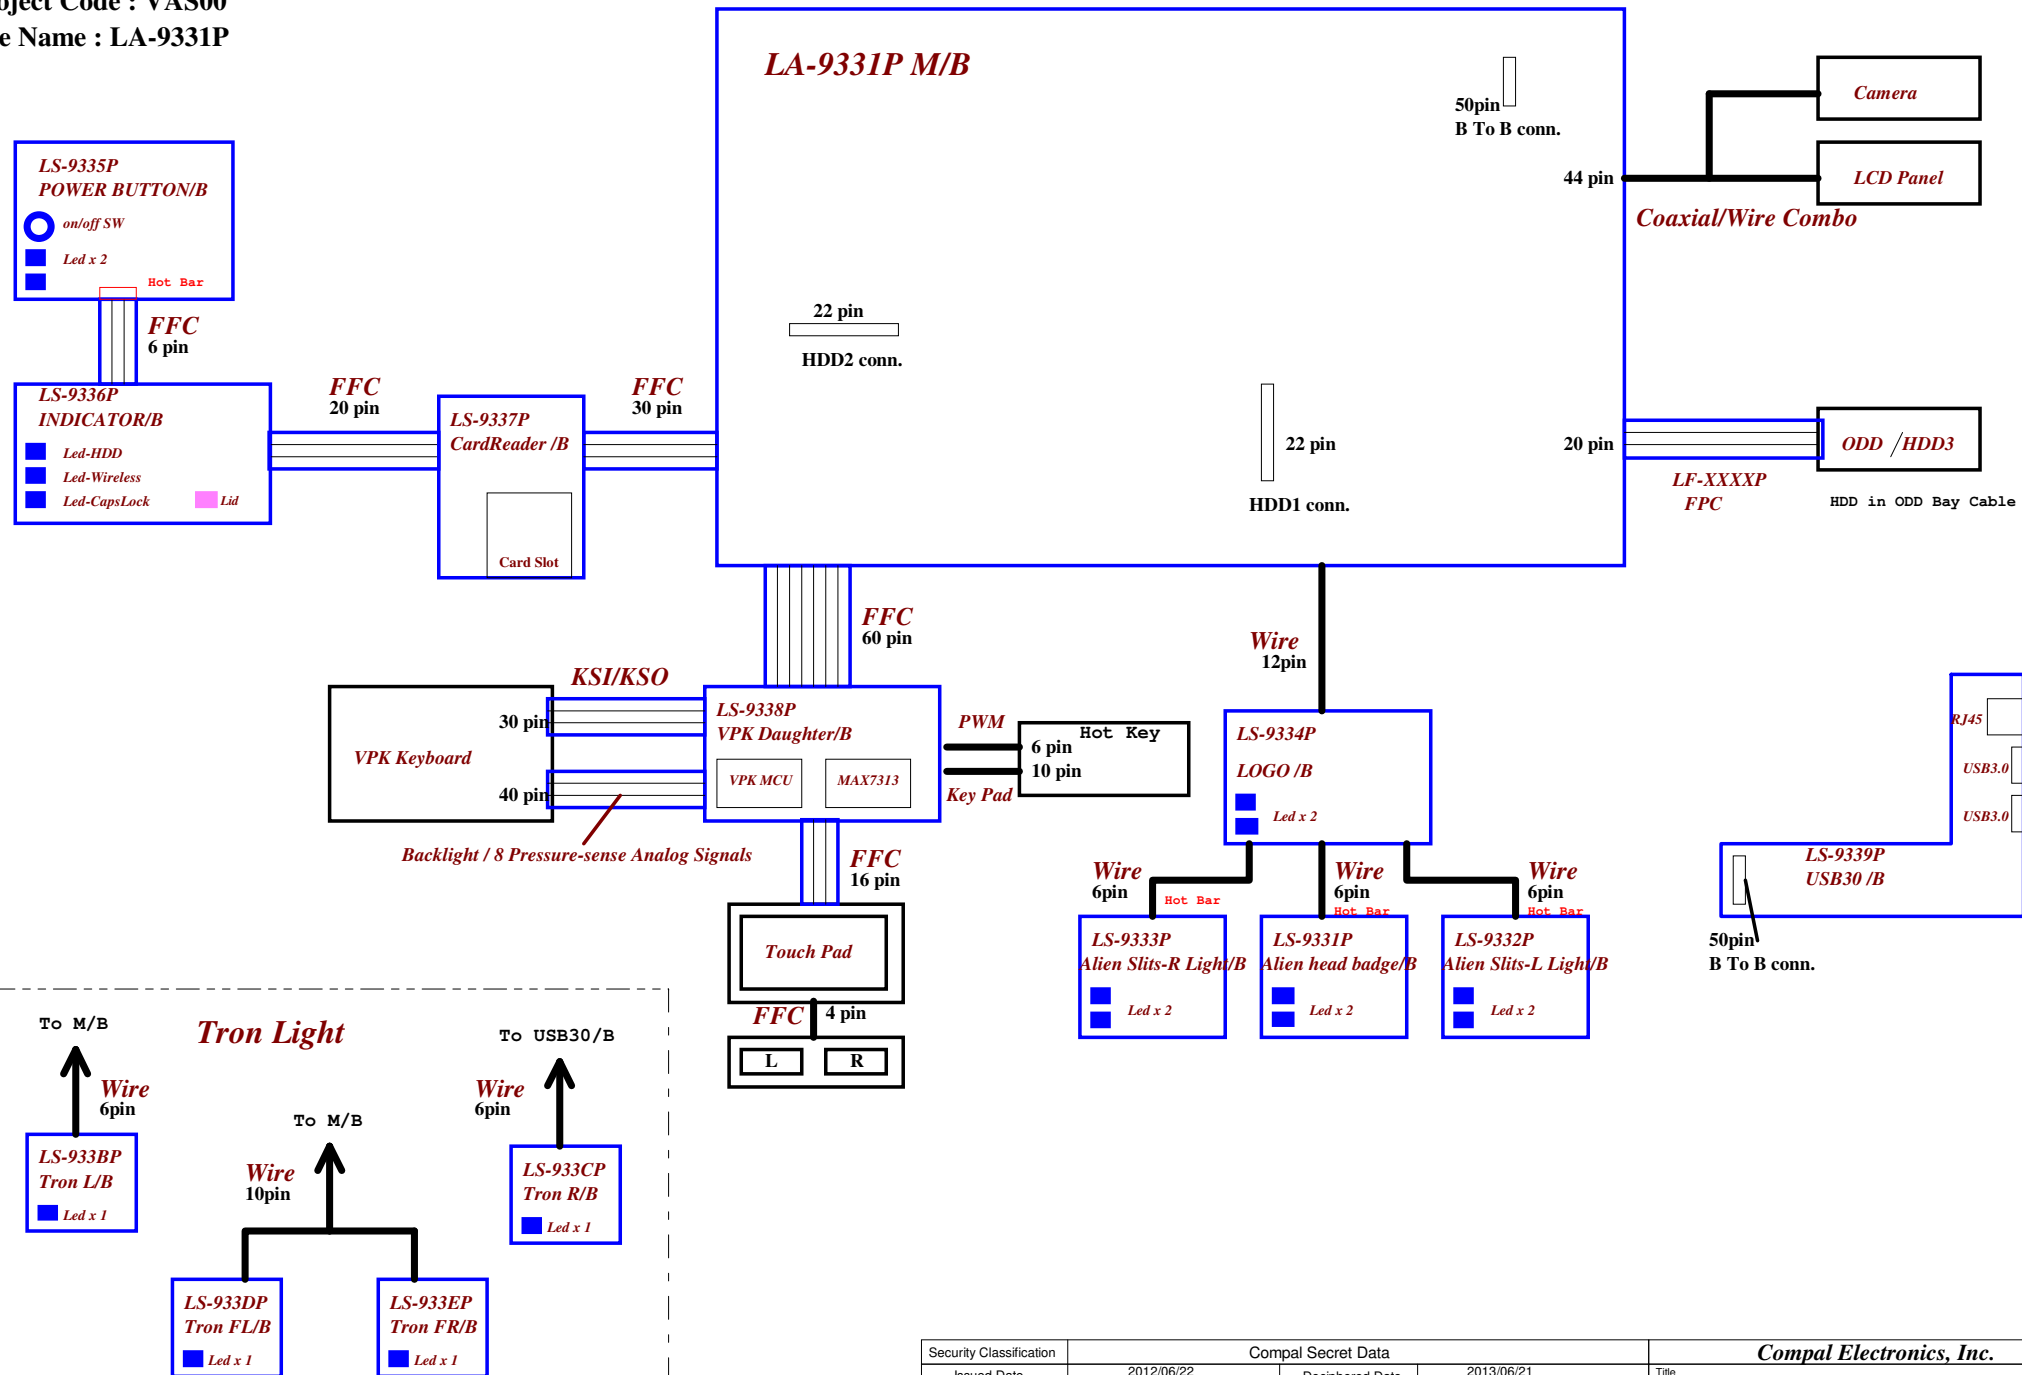 oject Code : VAS00
e Name : LA-9331P
LA-9331P M/B
50pin
B To B conn.
44 pin
Camera
LCD Panel
Coaxial/Wire Combo
LS-9335P
POWER BUTTON/B
on/off SW
Led x 2
Hot Bar
FFC
6 pin
22 pin
HDD2 conn.
LS-9336P
INDICATOR/B
Led-HDD
Led-Wireless
Led-CapsLock
Lid
FFC
20 pin
LS-9337P
CardReader /B
Card Slot
FFC
30 pin
22 pin
HDD1 conn.
20 pin
ODD /HDD3
LF-XXXXP
FPC
HDD in ODD Bay Cable
FFC
60 pin
Wire
12pin
KSI/KSO
VPK Keyboard
30 pin
40 pin
LS-9338P
VPK Daughter/B
VPK MCU
MAX7313
PWM
Key Pad
Hot Key
6 pin
10 pin
Backlight / 8 Pressure-sense Analog Signals
LS-9334P
LOGO /B
Led x 2
RJ45
USB3.0
USB3.0
LS-9339P
USB30 /B
50pin
B To B conn.
FFC
16 pin
Touch Pad
FFC
4 pin
L
R
Wire
6pin
Hot Bar
Wire
6pin
Hot Bar
Wire
6pin
Hot Bar
LS-9333P
Alien Slits-R Light/B
Led x 2
LS-9331P
Alien head badge/B
Led x 2
LS-9332P
Alien Slits-L Light/B
Led x 2
Tron Light
To M/B
Wire
6pin
LS-933BP
Tron L/B
Led x 1
To M/B
Wire
10pin
To USB30/B
Wire
6pin
LS-933CP
Tron R/B
Led x 1
LS-933DP
Tron FL/B
Led x 1
LS-933EP
Tron FR/B
Led x 1
Security Classification
Compal Secret Data
Compal Electronics, Inc.
Issued Date
2012/06/22
Deciphered Date
2013/06/21
Title